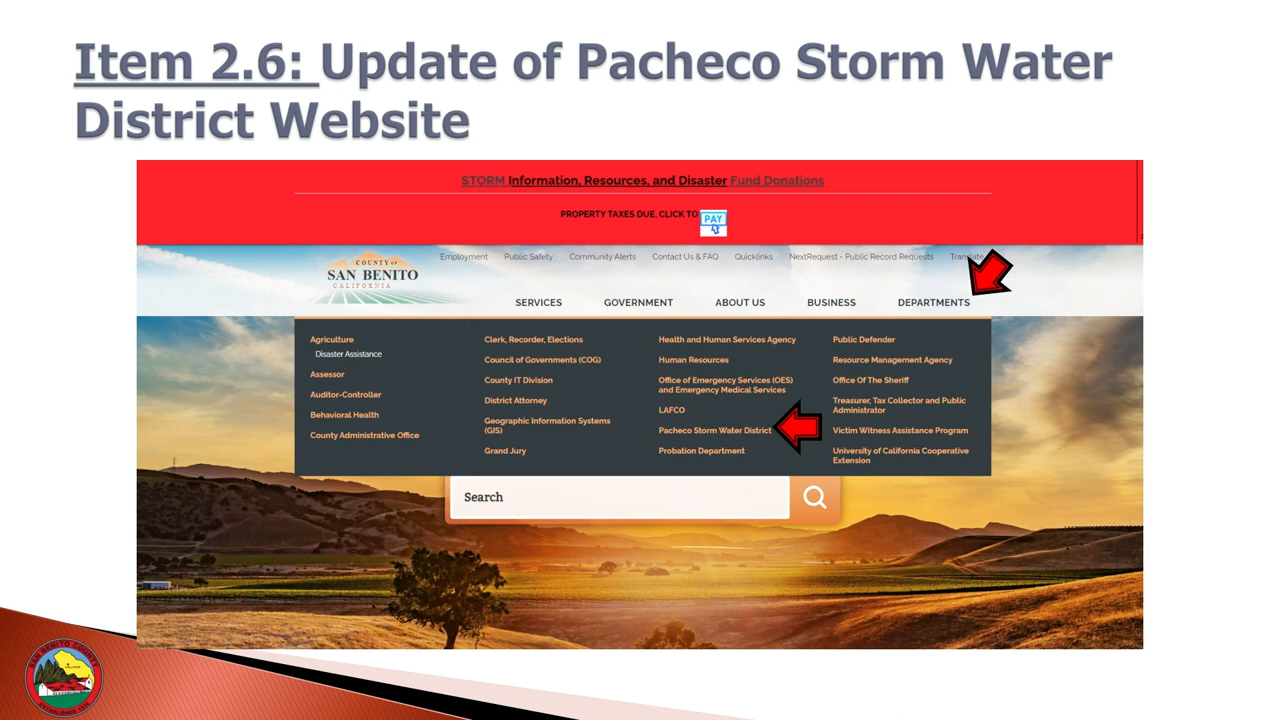 Item 2.6: Update of Pacheco Storm Water
District Website
STORM Information, Resources, and Disaster Fund Donations
PROPERTY TAXES DUE, CLICK TO PAY
COUNTY OF
SAN BENITO
CALIFORNIA
Employment Public Safety Community Alerts Contact Us & FAQ Quicklinks NextRequest - Public Record Requests Translate
SERVICES GOVERNMENT ABOUT US BUSINESS DEPARTMENTS
Agriculture
Disaster Assistance
Assessor
Auditor-Controller
Behavioral Health
County Administrative Office
Clerk, Recorder, Elections
Council of Governments (COG)
County IT Division
District Attorney
Geographic Information Systems
(GIS)
Grand Jury
Health and Human Services Agency
Human Resources
Office of Emergency Services (OES)
and Emergency Medical Services
LAFCO
Pacheco Storm Water District
Probation Department
Public Defender
Resource Management Agency
Office Of The Sheriff
Treasurer, Tax Collector and Public
Administrator
Victim Witness Assistance Program
University of California Cooperative
Extension
Search
SAN BENITO COUNTY